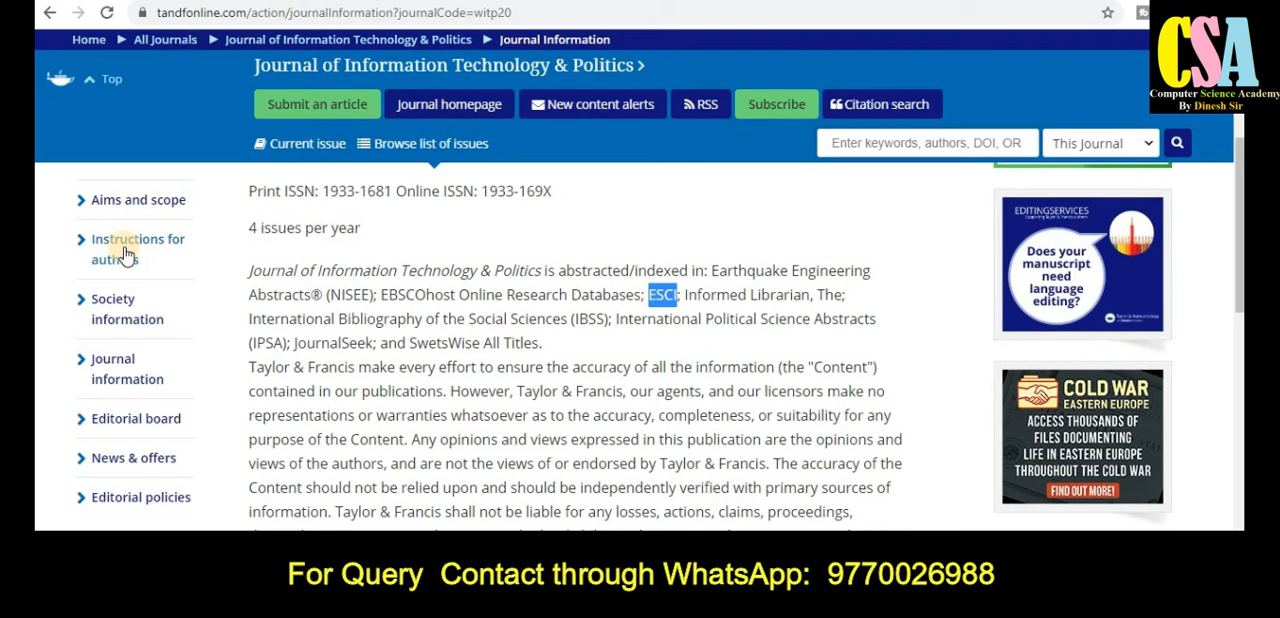 tandfonline.com/action/journalInformation?journalCode=witp20
Home ▶ All Journals ▶ Journal of Information Technology & Politics ▶ Journal Information
CSA
Computer Science Academy
By Dinesh Sir
Top
Journal of Information Technology & Politics >
Submit an article
Journal homepage
New content alerts
RSS
Subscribe
Citation search
Current issue
Browse list of issues
Enter keywords, authors, DOI, OR
This Journal
Aims and scope
Instructions for
authors
Society
information
Journal
information
Editorial board
News & offers
Editorial policies
Print ISSN: 1933-1681 Online ISSN: 1933-169X
4 issues per year
Journal of Information Technology & Politics is abstracted/indexed in: Earthquake Engineering
Abstracts® (NISEE); EBSCOhost Online Research Databases; ESCI; Informed Librarian, The;
International Bibliography of the Social Sciences (IBSS); International Political Science Abstracts
(IPSA); JournalSeek; and SwetsWise All Titles.
Taylor & Francis make every effort to ensure the accuracy of all the information (the "Content")
contained in our publications. However, Taylor & Francis, our agents, and our licensors make no
representations or warranties whatsoever as to the accuracy, completeness, or suitability for any
purpose of the Content. Any opinions and views expressed in this publication are the opinions and
views of the authors, and are not the views of or endorsed by Taylor & Francis. The accuracy of the
Content should not be relied upon and should be independently verified with primary sources of
information. Taylor & Francis shall not be liable for any losses, actions, claims, proceedings,
EDITINGSERVICES
Does your
manuscript
need
language
editing?
COLD WAR
EASTERN EUROPE
ACCESS THOUSANDS OF
FILES DOCUMENTING
LIFE IN EASTERN EUROPE
THROUGHOUT THE COLD WAR
FIND OUT MORE!
For Query Contact through WhatsApp: 9770026988